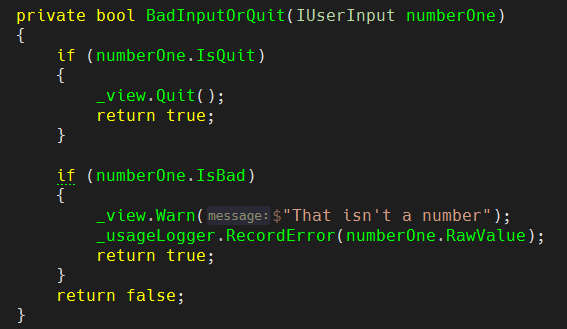 private bool BadInputOrQuit(IUserInput numberOne)
{
    if (numberOne.IsQuit)
    {
        _view.Quit();
        return true;
    }

    if (numberOne.IsBad)
    {
        _view.Warn(message: $"That isn't a number");
        _usageLogger.RecordError(numberOne.RawValue);
        return true;
    }
    return false;
}